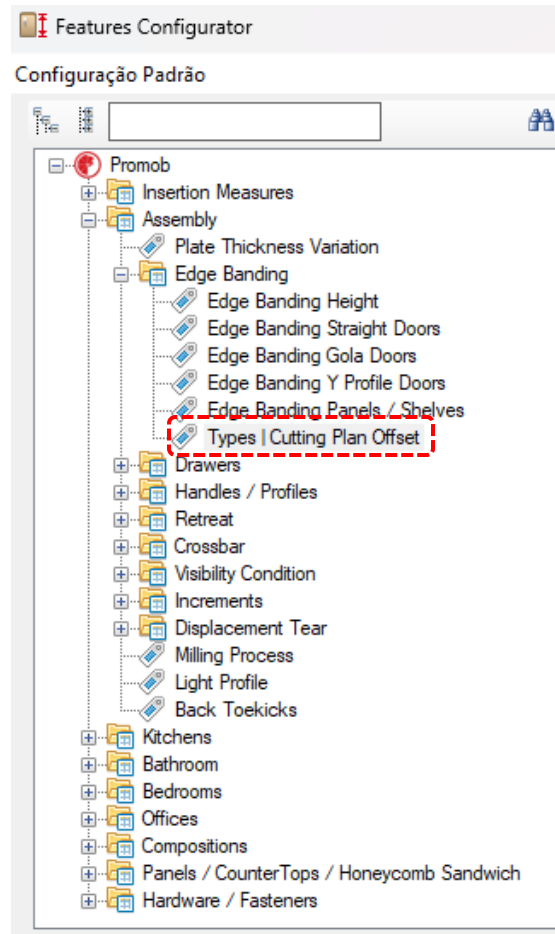 Features Configurator
Configuração Padrão
Promob
Insertion Measures
Assembly
Plate Thickness Variation
Edge Banding
Edge Banding Height
Edge Banding Straight Doors
Edge Banding Gola Doors
Edge Banding Y Profile Doors
Edge Banding Panels / Shelves
Types | Cutting Plan Offset
Drawers
Handles / Profiles
Retreat
Crossbar
Visibility Condition
Increments
Displacement Tear
Milling Process
Light Profile
Back Toekicks
Kitchens
Bathroom
Bedrooms
Offices
Compositions
Panels / CounterTops / Honeycomb Sandwich
Hardware / Fasteners